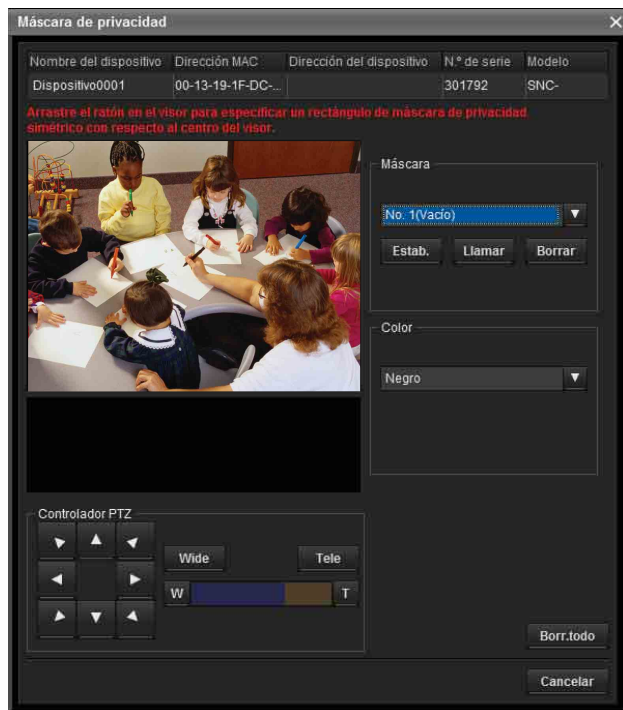 Máscara de privacidad
Nombre del dispositivo Dirección MAC Dirección del dispositivo N.º de serie Modelo
Dispositivo0001 00-13-19-1F-DC-... 301792 SNC-
Arrastre el ratón en el visor para especificar un rectángulo de máscara de privacidad
simétrico con respecto al centro del visor.
Máscara
No. 1(Vacío)
Estab. Llamar Borrar
Color
Negro
Controlador PTZ
Wide Tele
W T
Borr.todo
Cancelar